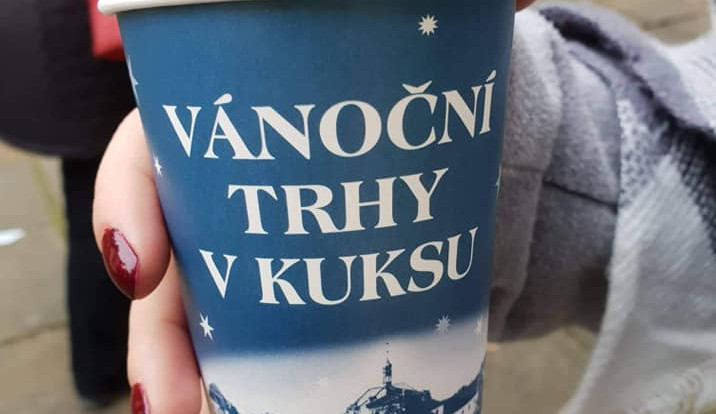 VÁNOČNÍ
TRHY
V KUKSU